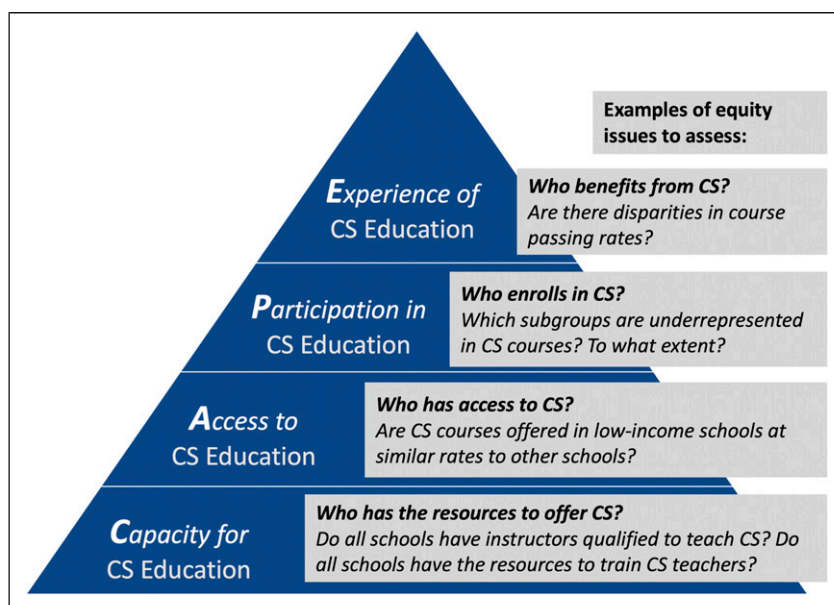 Examples of equity
issues to assess:
Experience of
CS Education
Who benefits from CS?
Are there disparities in course
passing rates?
Participation in
CS Education
Who enrolls in CS?
Which subgroups are underrepresented
in CS courses? To what extent?
Access to
CS Education
Who has access to CS?
Are CS courses offered in low-income schools at
similar rates to other schools?
Capacity for
CS Education
Who has the resources to offer CS?
Do all schools have instructors qualified to teach CS? Do
all schools have the resources to train CS teachers?